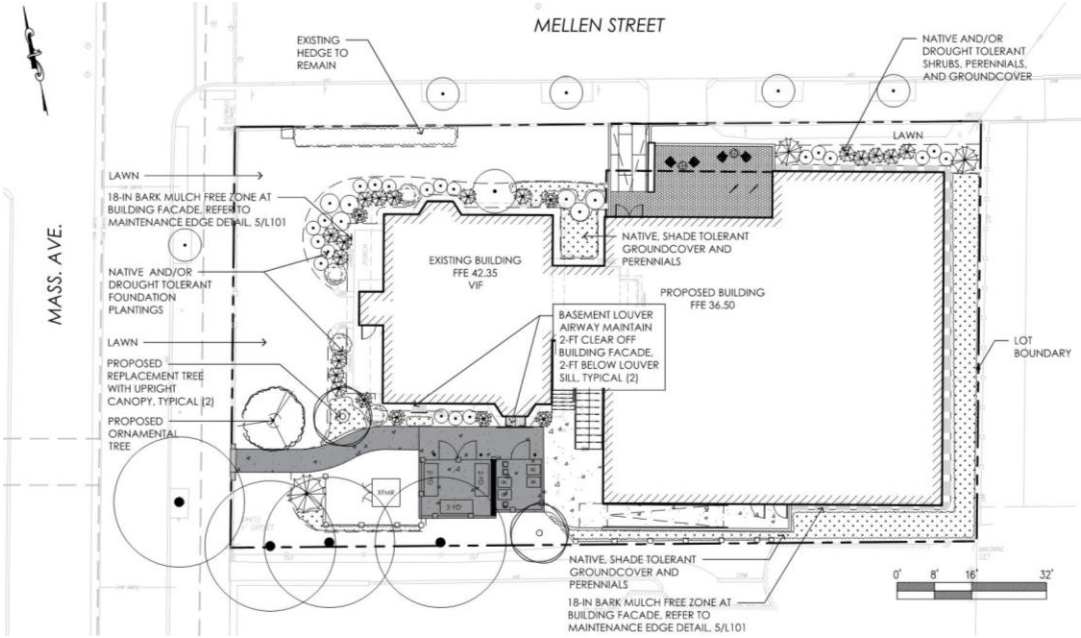 MELLEN STREET
EXISTING
HEDGE TO
REMAIN
NATIVE AND/OR
DROUGHT TOLERANT
SHRUBS, PERENNIALS,
AND GROUNDCOVER
LAWN
LAWN
18-IN BARK MULCH FREE ZONE AT
BUILDING FACADE, REFER TO
MAINTENANCE EDGE DETAIL, 5/L101
MASS. AVE.
NATIVE AND/OR
DROUGHT TOLERANT
FOUNDATION
PLANTINGS
LAWN
PROPOSED
REPLACEMENT TREE
WITH UPRIGHT
CANOPY, TYPICAL (2)
PROPOSED
ORNAMENTAL
TREE
PORCH
EXISTING BUILDING
FFE 42.35
VIF
NATIVE, SHADE TOLERANT
GROUNDCOVER AND
PERENNIALS
PROPOSED BUILDING
FFE 36.50
BASEMENT LOUVER
AIRWAY MAINTAIN
2-FT CLEAR OFF
BUILDING FACADE,
2-FT BELOW LOUVER
SILL, TYPICAL (2)
LOT
BOUNDARY
XFMR
2 YD
NATIVE, SHADE TOLERANT
GROUNDCOVER AND
PERENNIALS
18-IN BARK MULCH FREE ZONE AT
BUILDING FACADE, REFER TO
MAINTENANCE EDGE DETAIL, 5/L101
0' 8' 16' 32'